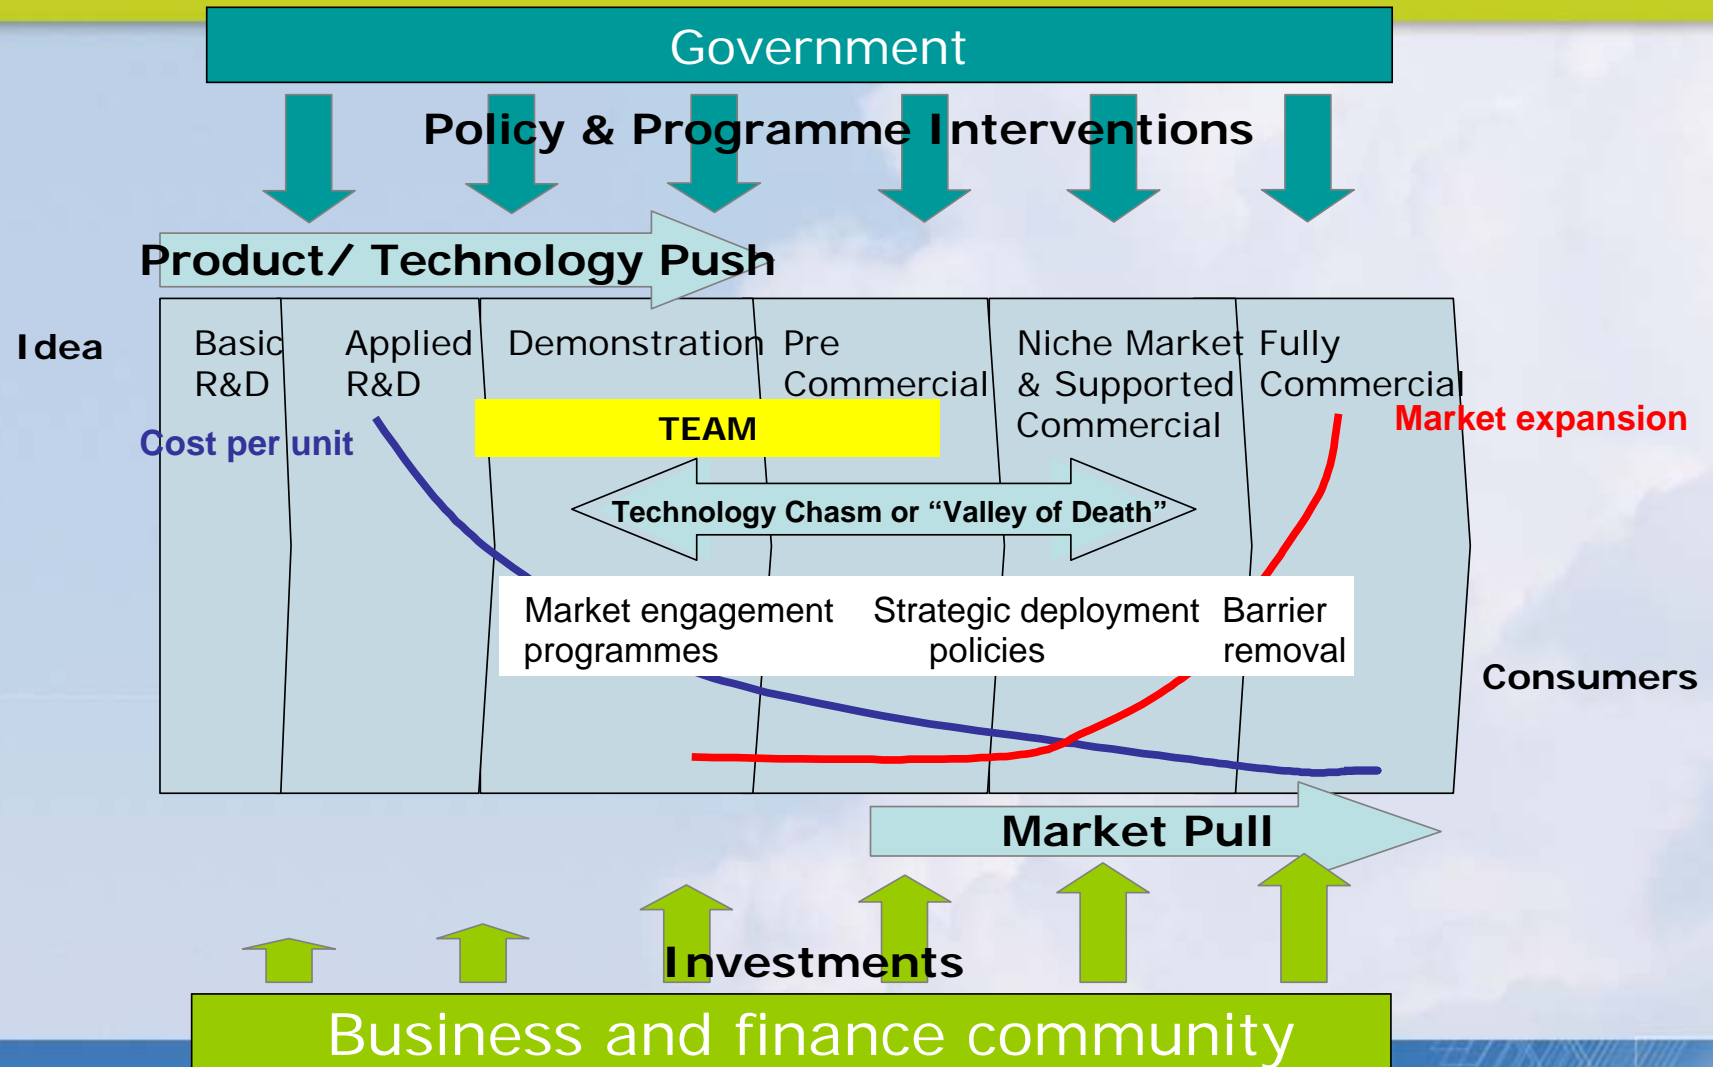 Government
Policy & Programme Interventions
Product/ Technology Push
Idea
Basic
R&D
Applied
R&D
Demonstration
Pre
Commercial
Niche Market
& Supported
Commercial
Fully
Commercial
Cost per unit
TEAM
Market expansion
Technology Chasm or “Valley of Death”
Market engagement
programmes
Strategic deployment
policies
Barrier
removal
Consumers
Market Pull
Investments
Business and finance community